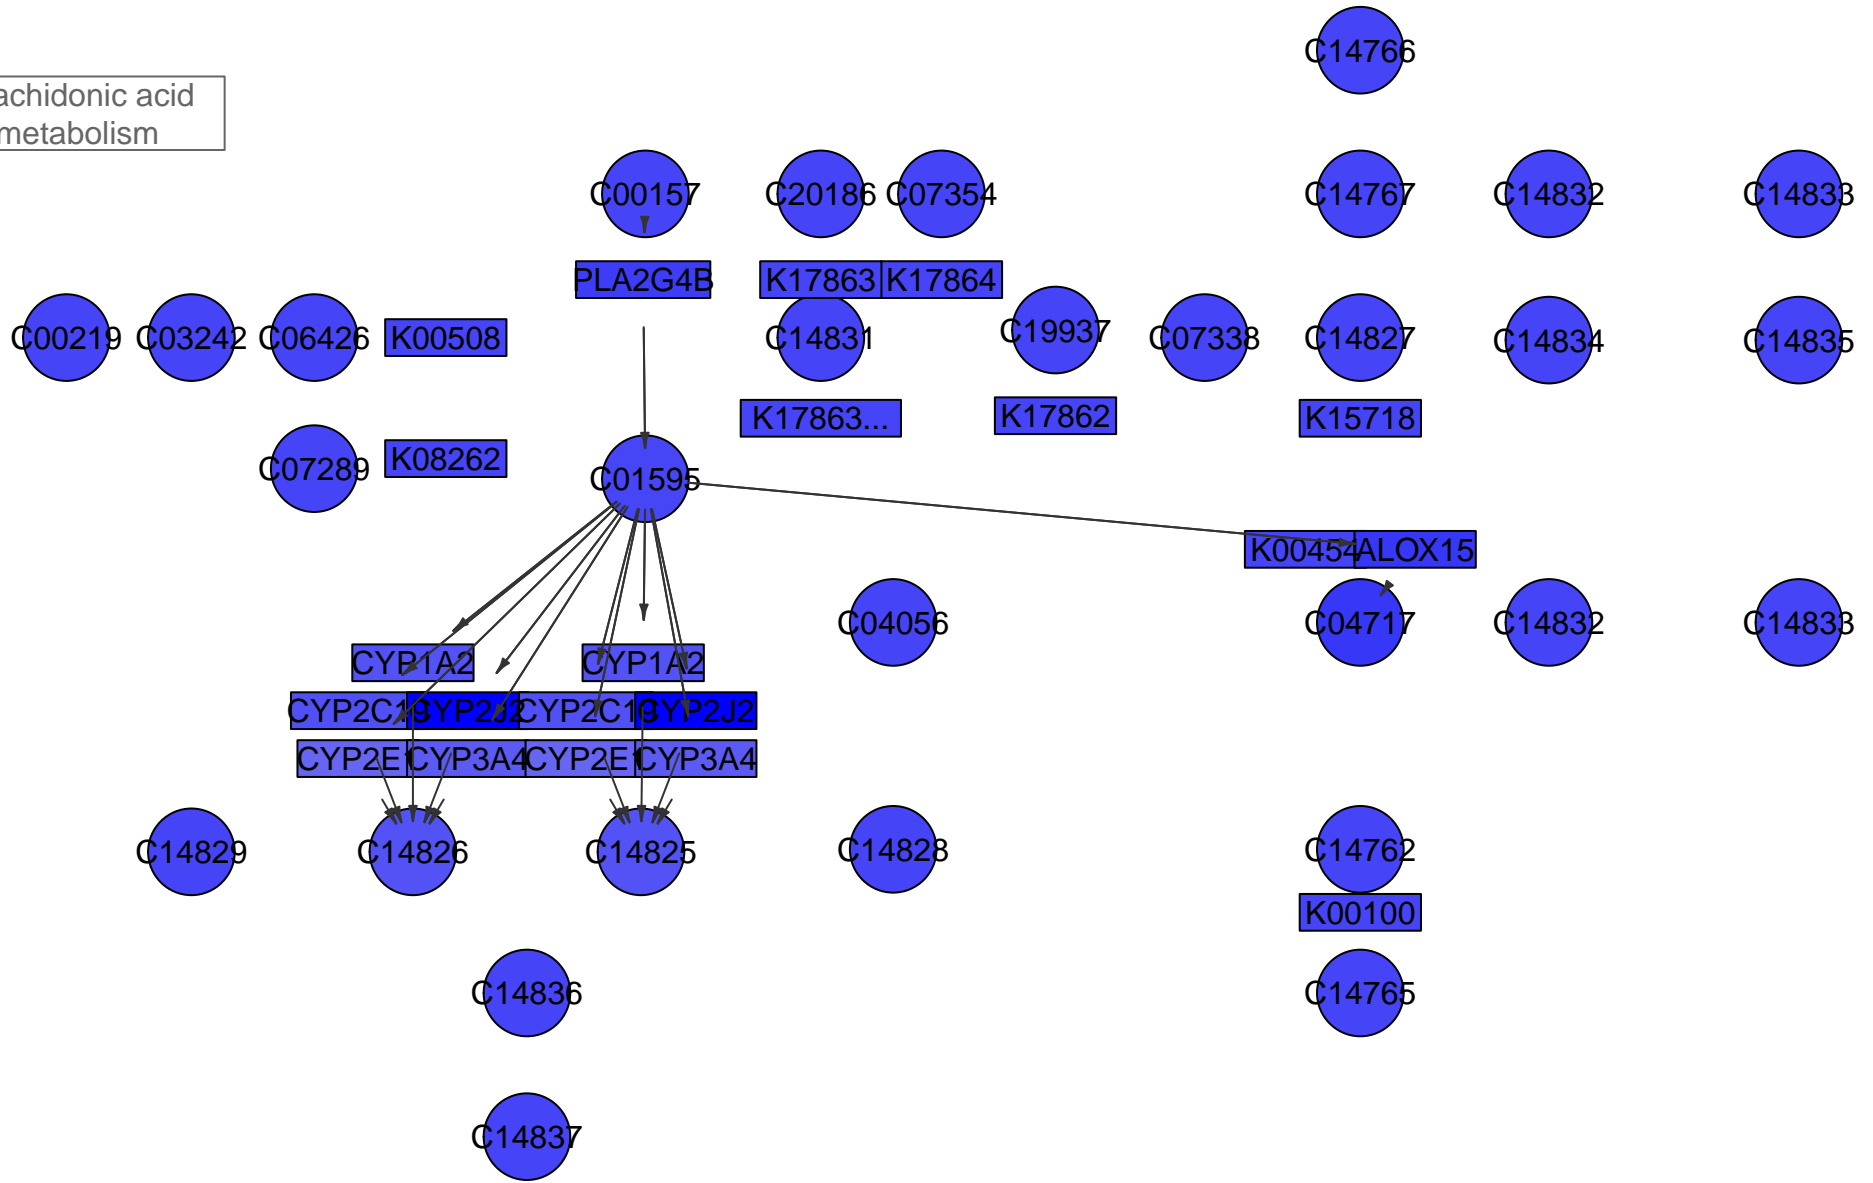 C14766
achidonic acid
metabolism
C00157
C20186
C07354
C14767
C14832
C14833
PLA2G4B
K17863
K17864
C00219
C03242
C06426
K00508
C14831
C19937
C07338
C14827
C14834
C14835
K17863...
K17862
K15718
C07289
K08262
C01595
K00454
ALOX15
C04056
C04717
C14832
C14833
CYP1A2
CYP1A2
CYP2C19
CYP2J2
CYP2C19
CYP2J2
CYP2E1
CYP3A4
CYP2E1
CYP3A4
C14829
C14826
C14825
C14828
C14762
K00100
C14836
C14765
C14837